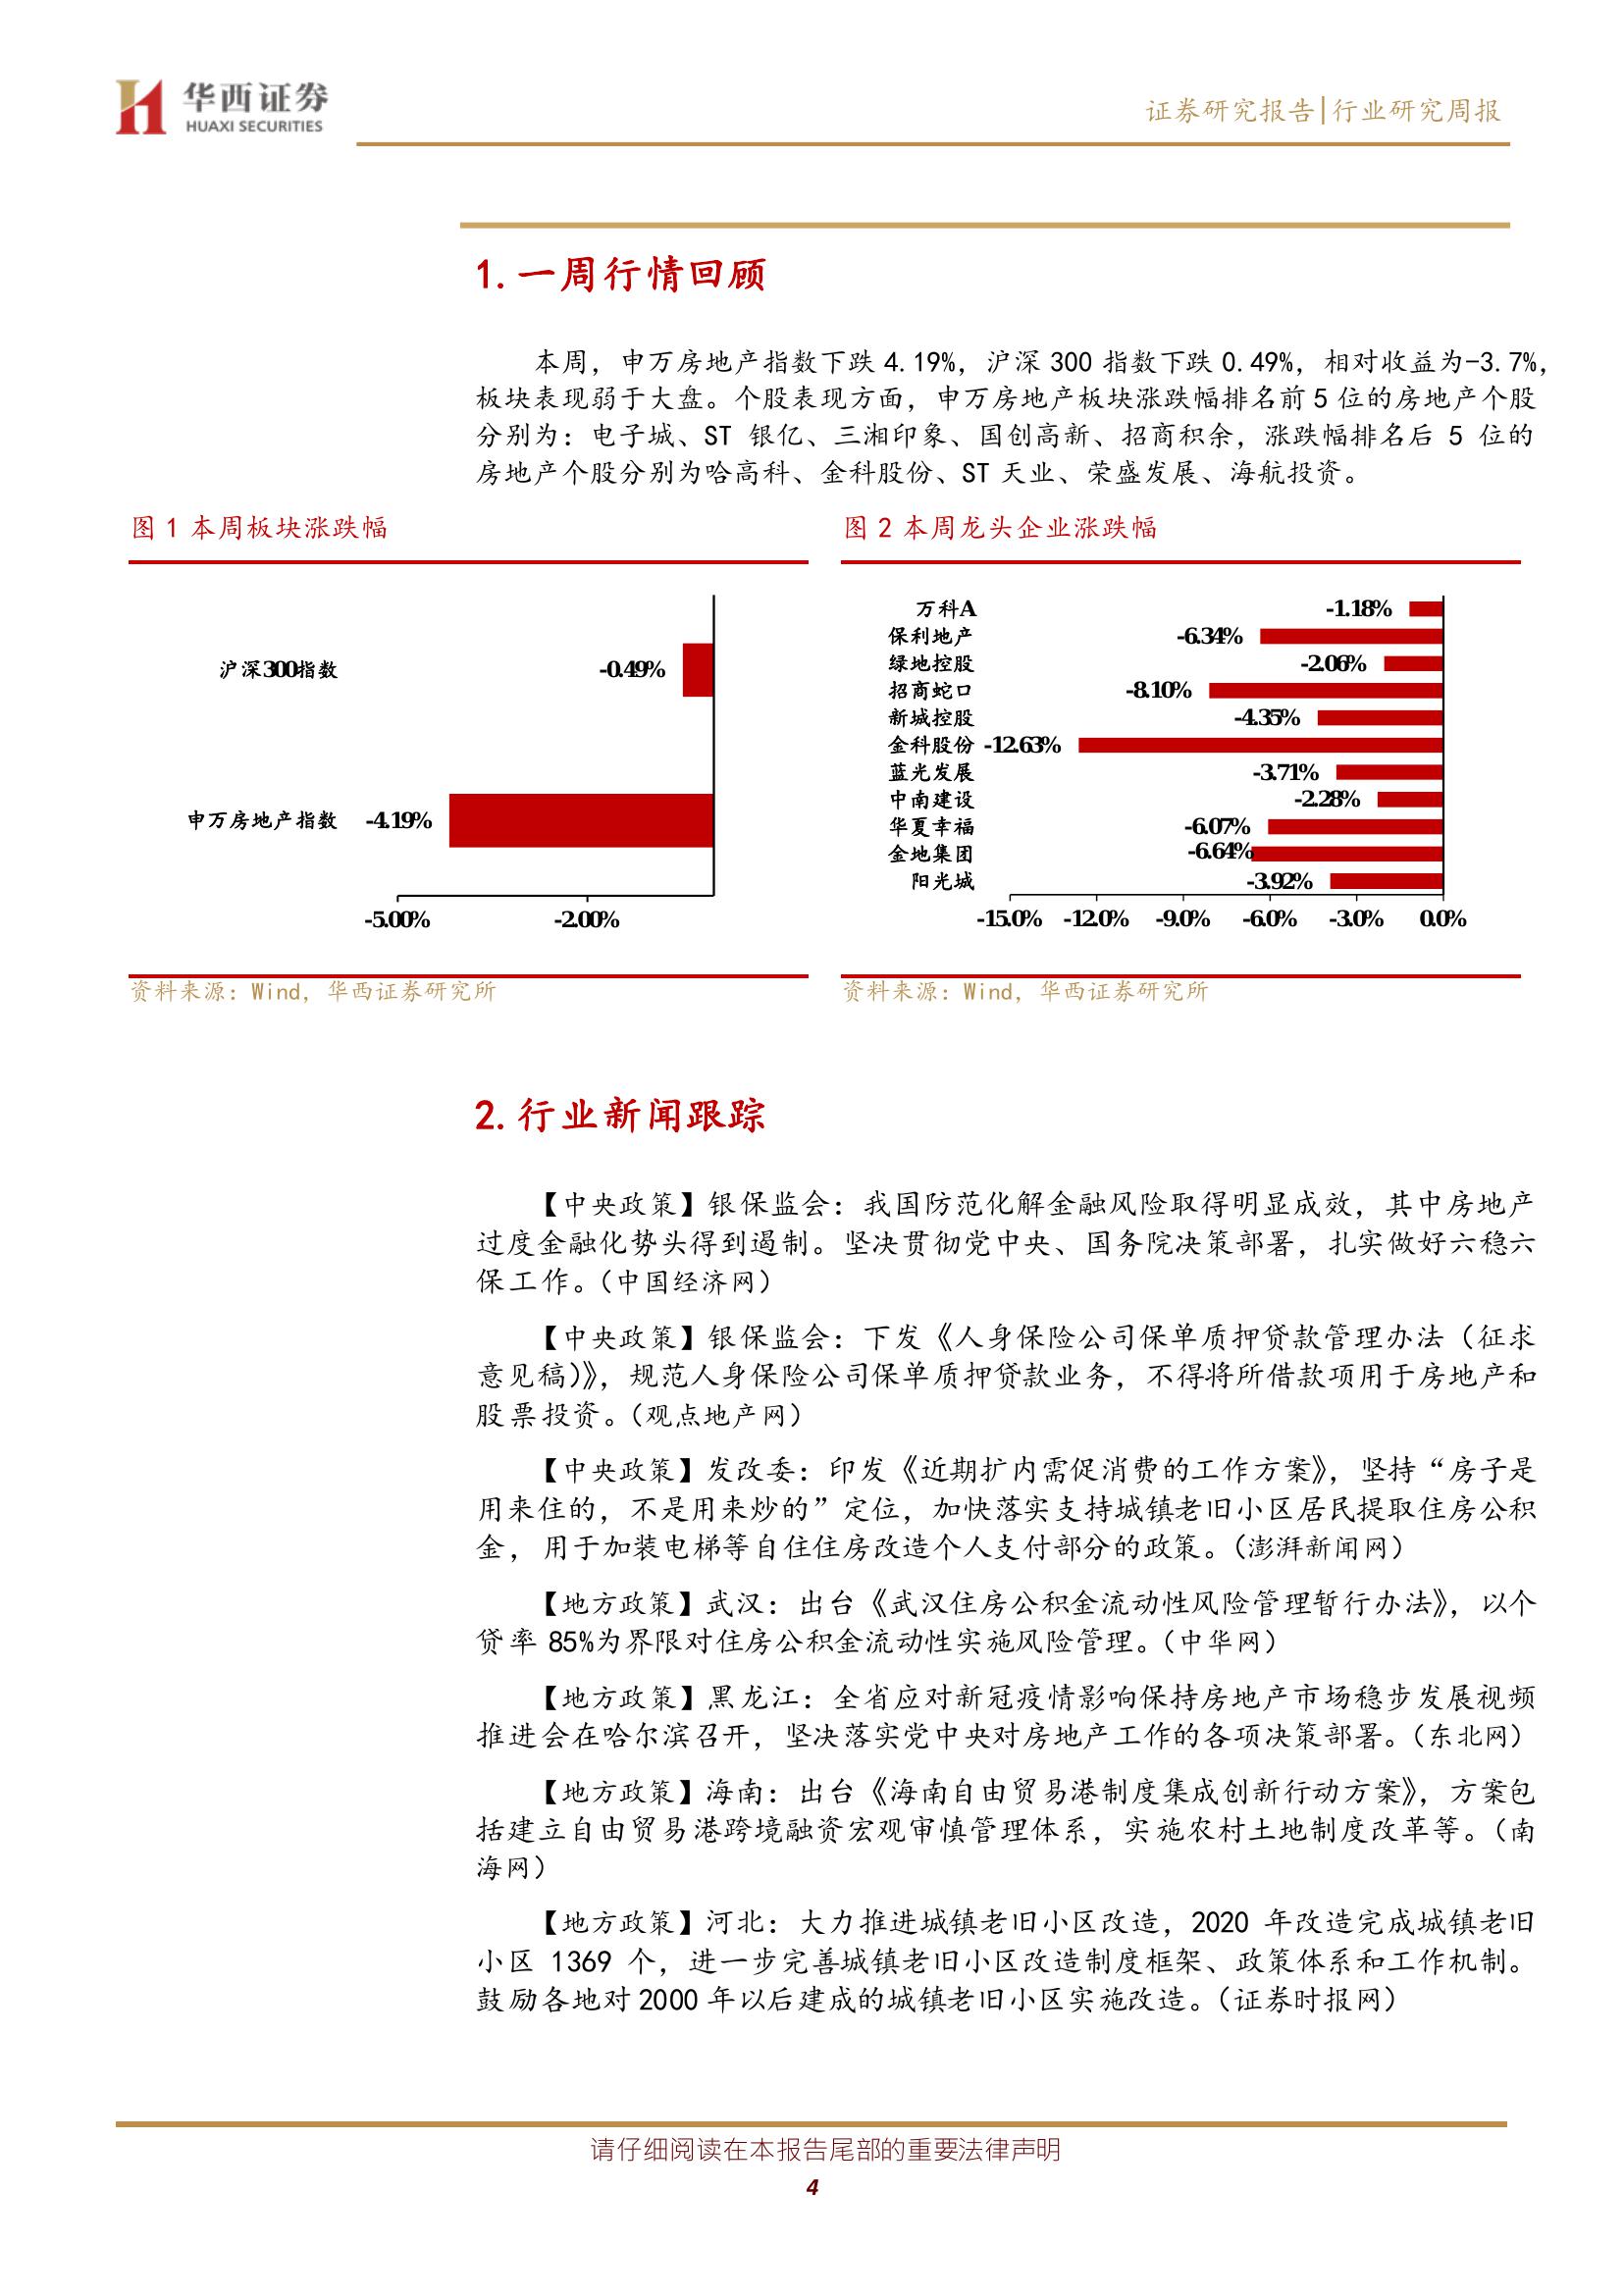 华西证券
HUAXI SECURITIES
证券研究报告|行业研究周报
1. 一周行情回顾
本周，申万房地产指数下跌 4.19%，沪深 300 指数下跌 0.49%，相对收益为-3.7%，
板块表现弱于大盘。个股表现方面，申万房地产板块涨跌幅排名前 5 位的房地产个股
分别为：电子城、ST 银亿、三湘印象、国创高新、招商积余，涨跌幅排名后 5 位的
房地产个股分别为哈高科、金科股份、ST 天业、荣盛发展、海航投资。
图 1 本周板块涨跌幅
沪深300指数
-0.49%
申万房地产指数
-4.19%
-5.00% -2.00%
资料来源：Wind，华西证券研究所
图 2 本周龙头企业涨跌幅
万科A -1.18%
保利地产 -6.34%
绿地控股 -2.06%
招商蛇口 -8.10%
新城控股 -4.35%
金科股份 -12.63%
蓝光发展 -3.71%
中南建设 -2.28%
华夏幸福 -6.07%
金地集团 -6.64%
阳光城 -3.92%
-15.0% -12.0% -9.0% -6.0% -3.0% 0.0%
资料来源：Wind，华西证券研究所
2. 行业新闻跟踪
【中央政策】银保监会：我国防范化解金融风险取得明显成效，其中房地产
过度金融化势头得到遏制。坚决贯彻党中央、国务院决策部署，扎实做好六稳六
保工作。（中国经济网）
【中央政策】银保监会：下发《人身保险公司保单质押贷款管理办法（征求
意见稿）》，规范人身保险公司保单质押贷款业务，不得将所借款项用于房地产和
股票投资。（观点地产网）
【中央政策】发改委：印发《近期扩内需促消费的工作方案》，坚持“房子是
用来住的，不是用来炒的”定位，加快落实支持城镇老旧小区居民提取住房公积
金，用于加装电梯等自住住房改造个人支付部分的政策。（澎湃新闻网）
【地方政策】武汉：出台《武汉住房公积金流动性风险管理暂行办法》，以个
贷率 85%为界限对住房公积金流动性实施风险管理。（中华网）
【地方政策】黑龙江：全省应对新冠疫情影响保持房地产市场稳步发展视频
推进会在哈尔滨召开，坚决落实党中央对房地产工作的各项决策部署。（东北网）
【地方政策】海南：出台《海南自由贸易港制度集成创新行动方案》，方案包
括建立自由贸易港跨境融资宏观审慎管理体系，实施农村土地制度改革等。（南
海网）
【地方政策】河北：大力推进城镇老旧小区改造，2020 年改造完成城镇老旧
小区 1369 个，进一步完善城镇老旧小区改造制度框架、政策体系和工作机制。
鼓励各地对 2000 年以后建成的城镇老旧小区实施改造。（证券时报网）
请仔细阅读在本报告尾部的重要法律声明
4